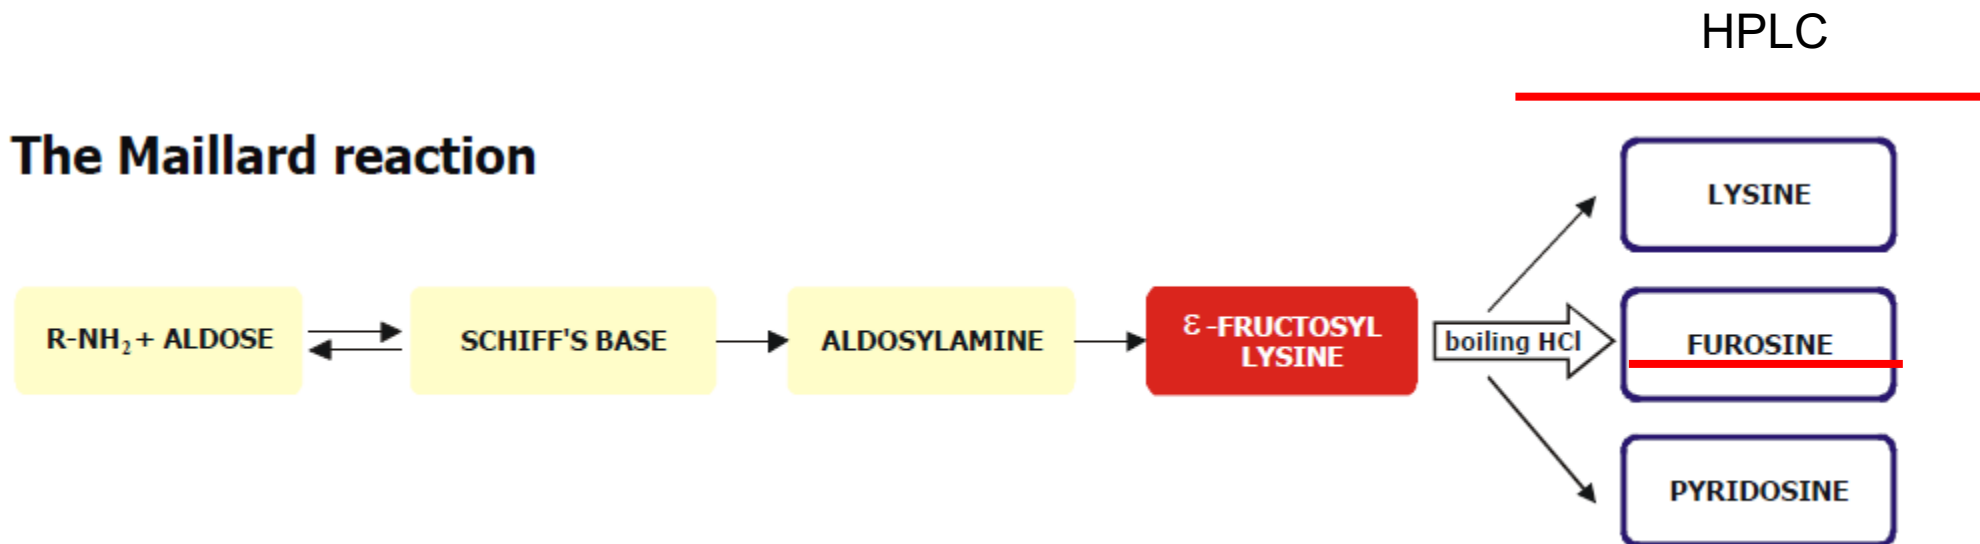 HPLC
The Maillard reaction
LYSINE
R-NH₂ + ALDOSE
SCHIFF'S BASE
ALDOSYLAMINE
ε-FRUCTOSYL
LYSINE
boiling HCl
FUROSINE
PYRIDOSINE